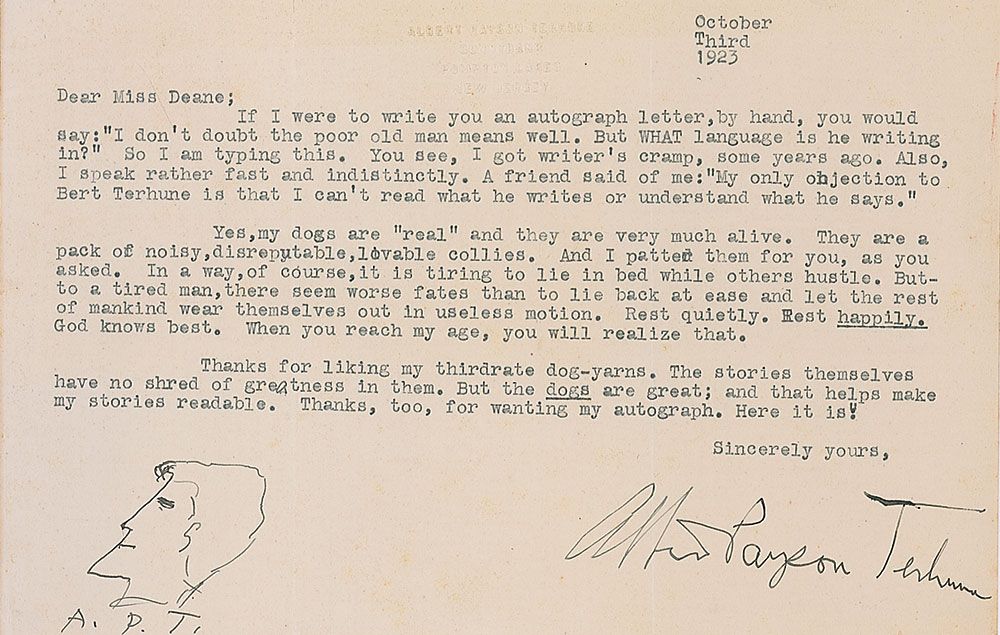 ALBERT PAYSON TERHUNE
SUNNYBANK
POMPTON LAKES
NEW JERSEY
October
Third
1923
Dear Miss Deane;
If I were to write you an autograph letter,by hand, you would
say:"I don't doubt the poor old man means well. But WHAT language is he writing
in?" So I am typing this. You see, I got writer's cramp, some years ago. Also,
I speak rather fast and indistinctly. A friend said of me:"My only objection to
Bert Terhune is that I can't read what he writes or understand what he says."
Yes,my dogs are "real" and they are very much alive. They are a
pack of noisy,disreputable,lovable collies. And I patted them for you, as you
asked. In a way,of course,it is tiring to lie in bed while others hustle. But-
to a tired man,there seem worse fates than to lie back at ease and let the rest
of mankind wear themselves out in useless motion. Rest quietly. Rest happily.
God knows best. When you reach my age, you will realize that.
Thanks for liking my thirdrate dog-yarns. The stories themselves
have no shred of greatness in them. But the dogs are great; and that helps make
my stories readable. Thanks, too, for wanting my autograph. Here it is!
Sincerely yours,
Albert Payson Terhune
A. P. T.